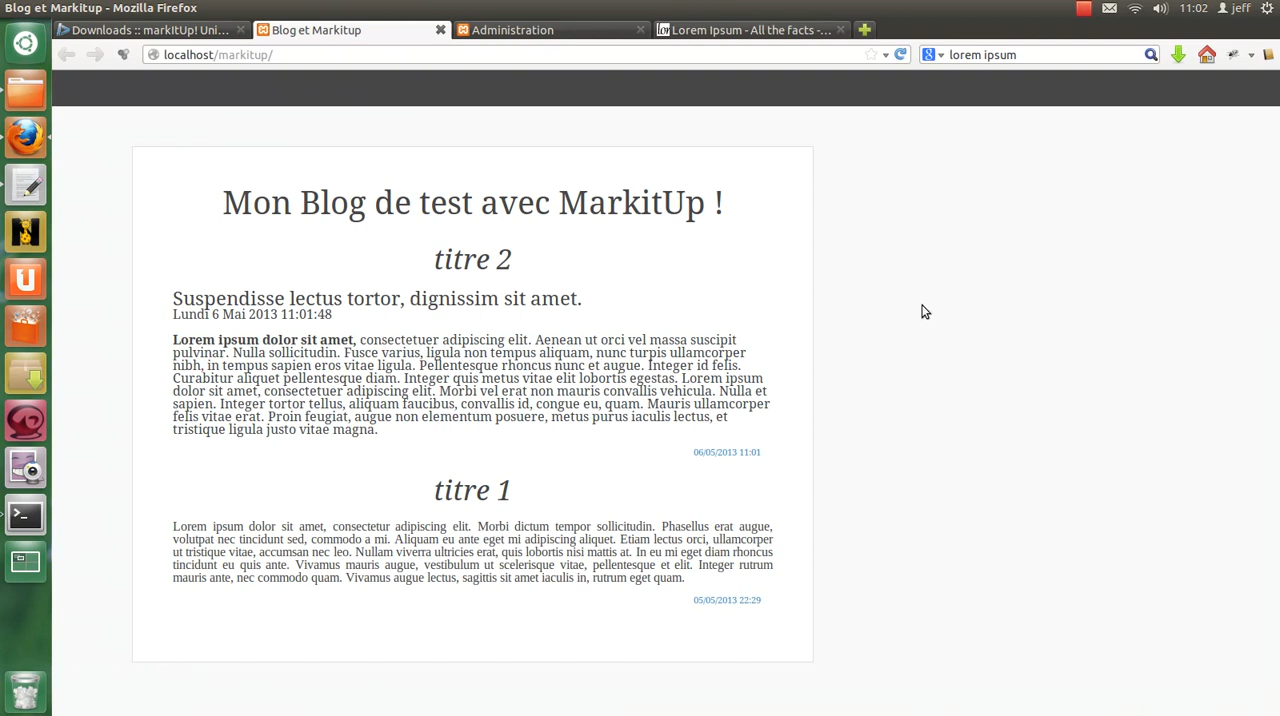 Blog et Markitup - Mozilla Firefox
11:02 jeff
Downloads :: markItUp! Uni...
Blog et Markitup
Administration
Lorem Ipsum - All the facts -...
localhost/markitup/
lorem ipsum
Mon Blog de test avec MarkitUp !
titre 2
Suspendisse lectus tortor, dignissim sit amet.
Lundi 6 Mai 2013 11:01:48
Lorem ipsum dolor sit amet, consectetuer adipiscing elit. Aenean ut orci vel massa suscipit
pulvinar. Nulla sollicitudin. Fusce varius, ligula non tempus aliquam, nunc turpis ullamcorper
nibh, in tempus sapien eros vitae ligula. Pellentesque rhoncus nunc et augue. Integer id felis.
Curabitur aliquet pellentesque diam. Integer quis metus vitae elit lobortis egestas. Lorem ipsum
dolor sit amet, consectetuer adipiscing elit. Morbi vel erat non mauris convallis vehicula. Nulla et
sapien. Integer tortor tellus, aliquam faucibus, convallis id, congue eu, quam. Mauris ullamcorper
felis vitae erat. Proin feugiat, augue non elementum posuere, metus purus iaculis lectus, et
tristique ligula justo vitae magna.
06/05/2013 11:01
titre 1
Lorem ipsum dolor sit amet, consectetur adipiscing elit. Morbi dictum tempor sollicitudin. Phasellus erat augue,
volutpat nec tincidunt sed, commodo a mi. Aliquam eu ante eget mi adipiscing aliquet. Etiam lectus orci, ullamcorper
ut tristique vitae, accumsan nec leo. Nullam viverra ultricies erat, quis lobortis nisi mattis at. In eu mi eget diam rhoncus
tincidunt eu quis ante. Vivamus mauris augue, vestibulum ut scelerisque vitae, pellentesque et elit. Integer rutrum
mauris ante, nec commodo quam. Vivamus augue lectus, sagittis sit amet iaculis in, rutrum eget quam.
05/05/2013 22:29